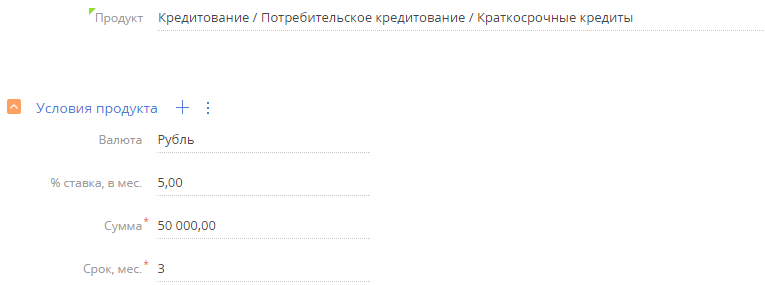 Продукт Кредитование / Потребительское кредитование / Краткосрочные кредиты
Условия продукта
Валюта Рубль
% ставка, в мес. 5,00
Сумма* 50 000,00
Срок, мес.* 3